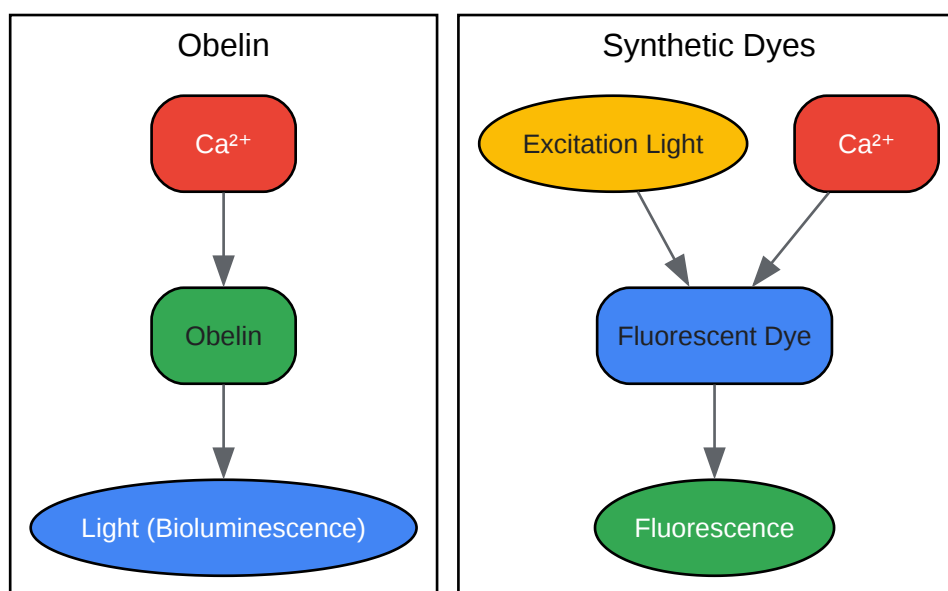 Obelin
Ca²⁺
Obelin
Light (Bioluminescence)
Synthetic Dyes
Excitation Light
Ca²⁺
Fluorescent Dye
Fluorescence